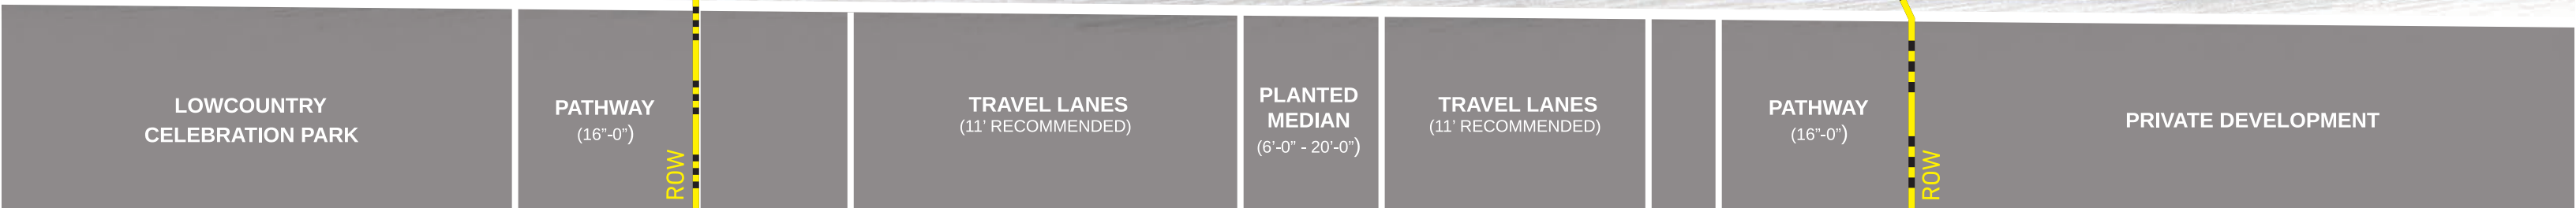 LOWCOUNTRY
CELEBRATION PARK
PATHWAY
(16”-0”)
ROW
TRAVEL LANES
(11’ RECOMMENDED)
PLANTED
MEDIAN
(6’-0” - 20’-0”)
TRAVEL LANES
(11’ RECOMMENDED)
PATHWAY
(16”-0”)
ROW
PRIVATE DEVELOPMENT